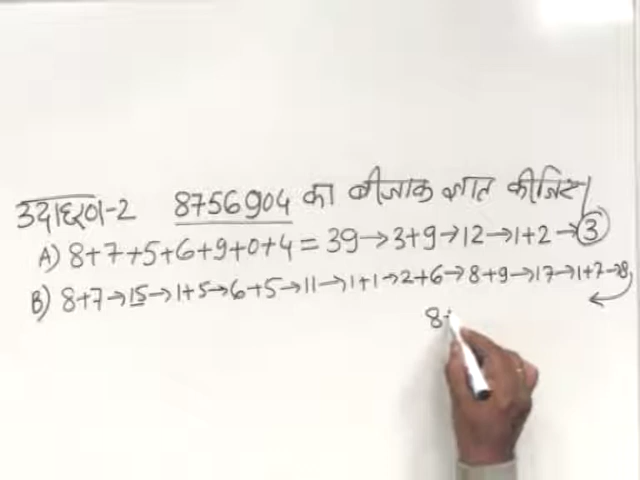 उदाहरण-2 8756904 का बीजांक ज्ञात कीजिए।
A) 8+7+5+6+9+0+4=39→3+9→12→1+2→3
B) 8+7→15→1+5→6+5→11→1+1→2+6→8+9→17→1+7→8
8+